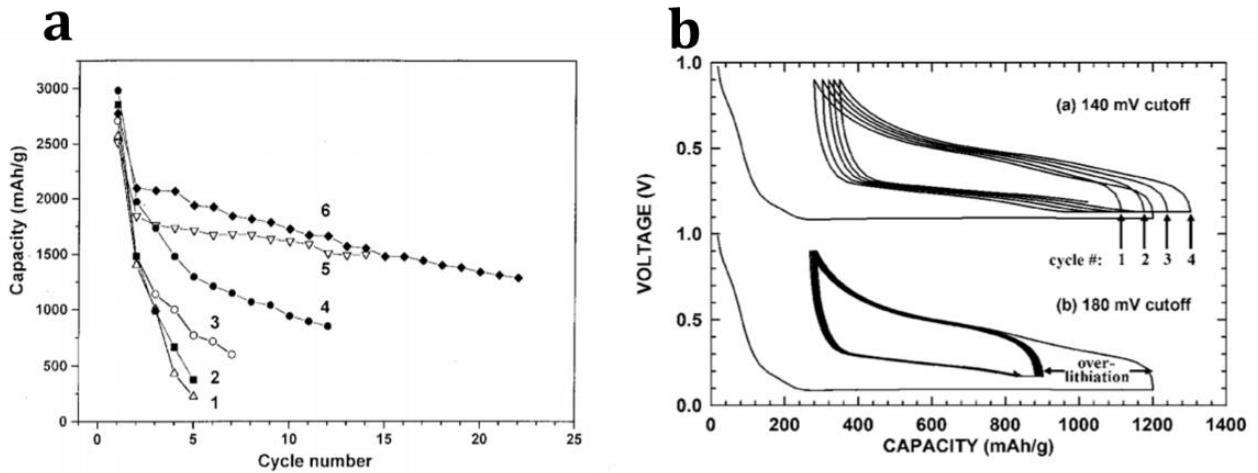 a
3000
2500
2000
1500
1000
500
0
Capacity (mAh/g)
6
5
4
3
2
1
0
5
10
15
20
25
Cycle number
b
1.0
0.5
1.0
0.5
0.0
VOLTAGE (V)
(a) 140 mV cutoff
cycle #: 1 2 3 4
(b) 180 mV cutoff
over-
lithiation
0 200 400 600 800 1000 1200 1400
CAPACITY (mAh/g)